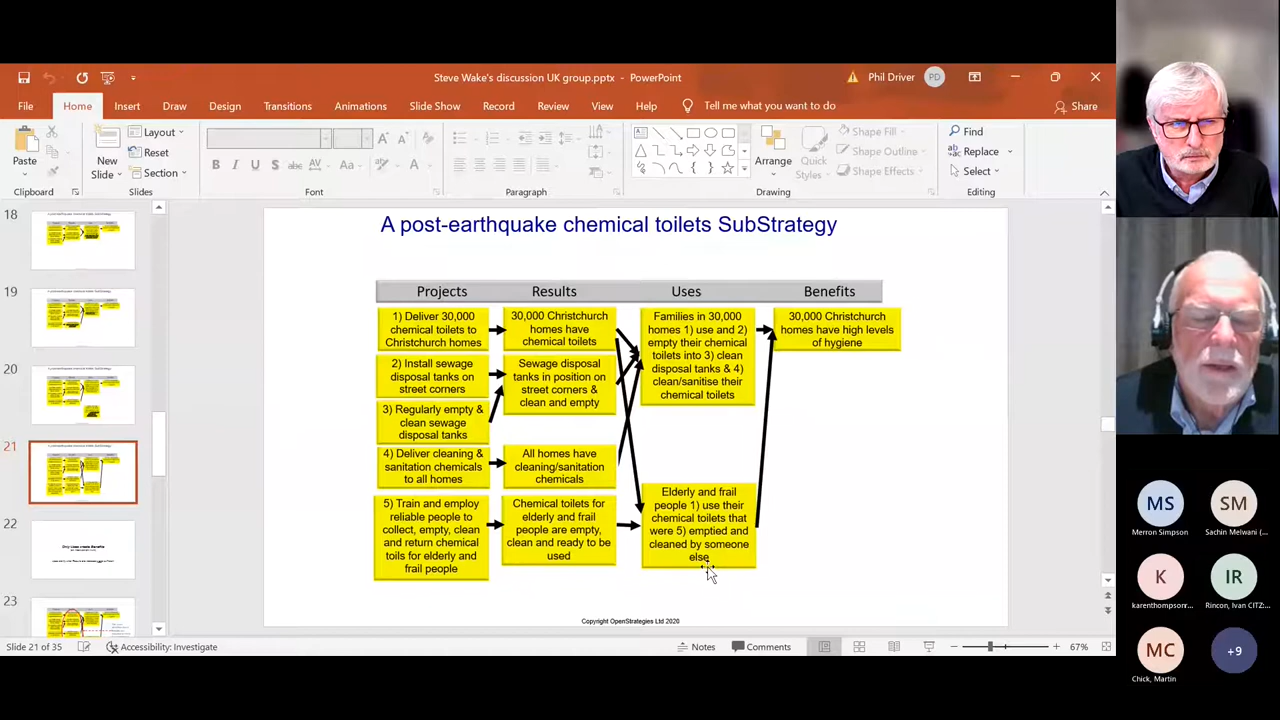 Steve Wake's discussion UK group.pptx - PowerPoint
Phil Driver
PD
File
Home
Insert
Draw
Design
Transitions
Animations
Slide Show
Record
Review
View
Help
Tell me what you want to do
Share
Paste
New
Slide
Layout
Reset
Section
B
I
U
S
abc
AV
Aa
A
Arrange
Quick
Styles
Shape Fill
Shape Outline
Shape Effects
Find
Replace
Select
Clipboard
Slides
Font
Paragraph
Drawing
Editing
18
19
20
21
22
23
A post-earthquake chemical toilets SubStrategy
Projects
Results
Uses
Benefits
1) Deliver 30,000
chemical toilets to
Christchurch homes
30,000 Christchurch
homes have
chemical toilets
Families in 30,000
homes 1) use and 2)
empty their chemical
toilets into 3) clean
disposal tanks & 4)
clean/sanitise their
chemical toilets
30,000 Christchurch
homes have high levels
of hygiene
2) Install sewage
disposal tanks on
street corners
Sewage disposal
tanks in position on
street corners &
clean and empty
3) Regularly empty &
clean sewage
disposal tanks
4) Deliver cleaning &
sanitation chemicals
to all homes
All homes have
cleaning/sanitation
chemicals
5) Train and employ
reliable people to
collect, empty, clean
and return chemical
toils for elderly and
frail people
Chemical toilets for
elderly and frail
people are empty,
clean and ready to be
used
Elderly and frail
people 1) use their
chemical toilets that
were 5) emptied and
cleaned by someone
else
Copyright OpenStrategies Ltd 2020
Slide 21 of 35
Accessibility: Investigate
Notes
Comments
67%
MS
Merron Simpson
SM
Sachin Melwani (...
K
karenthompsonr...
IR
Rincon, Ivan CITZ:...
MC
Chick, Martin
+9